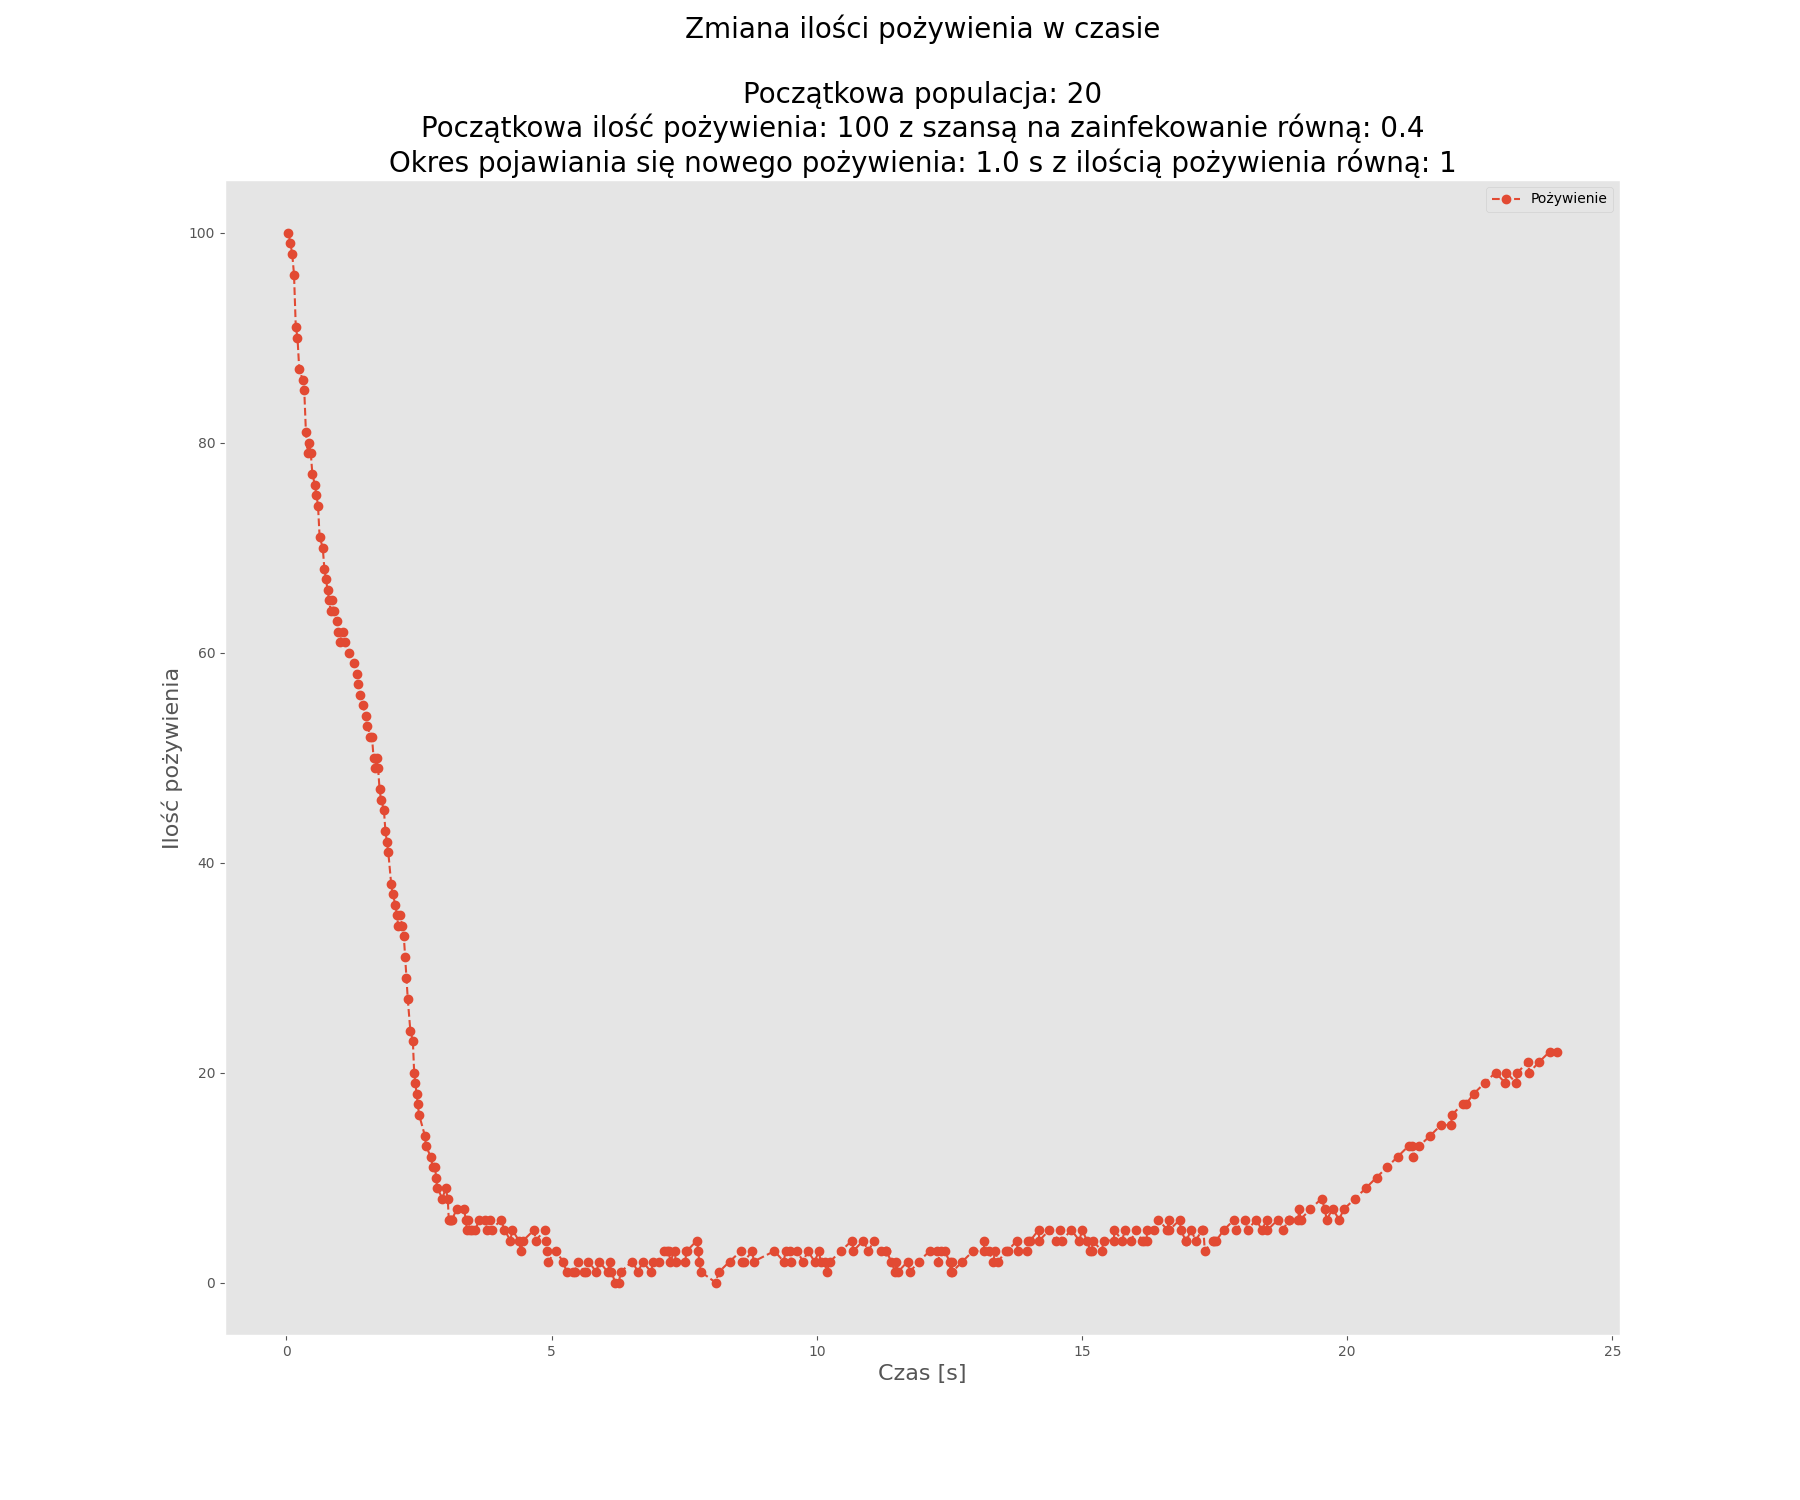 Zmiana ilości pożywienia w czasie
Początkowa populacja: 20
Początkowa ilość pożywienia: 100 z szansą na zainfekowanie równą: 0.4
Okres pojawiania się nowego pożywienia: 1.0 s z ilością pożywienia równą: 1
Pożywienie
100
80
60
40
20
0
Ilość pożywienia
0 5 10 15 20 25
Czas [s]